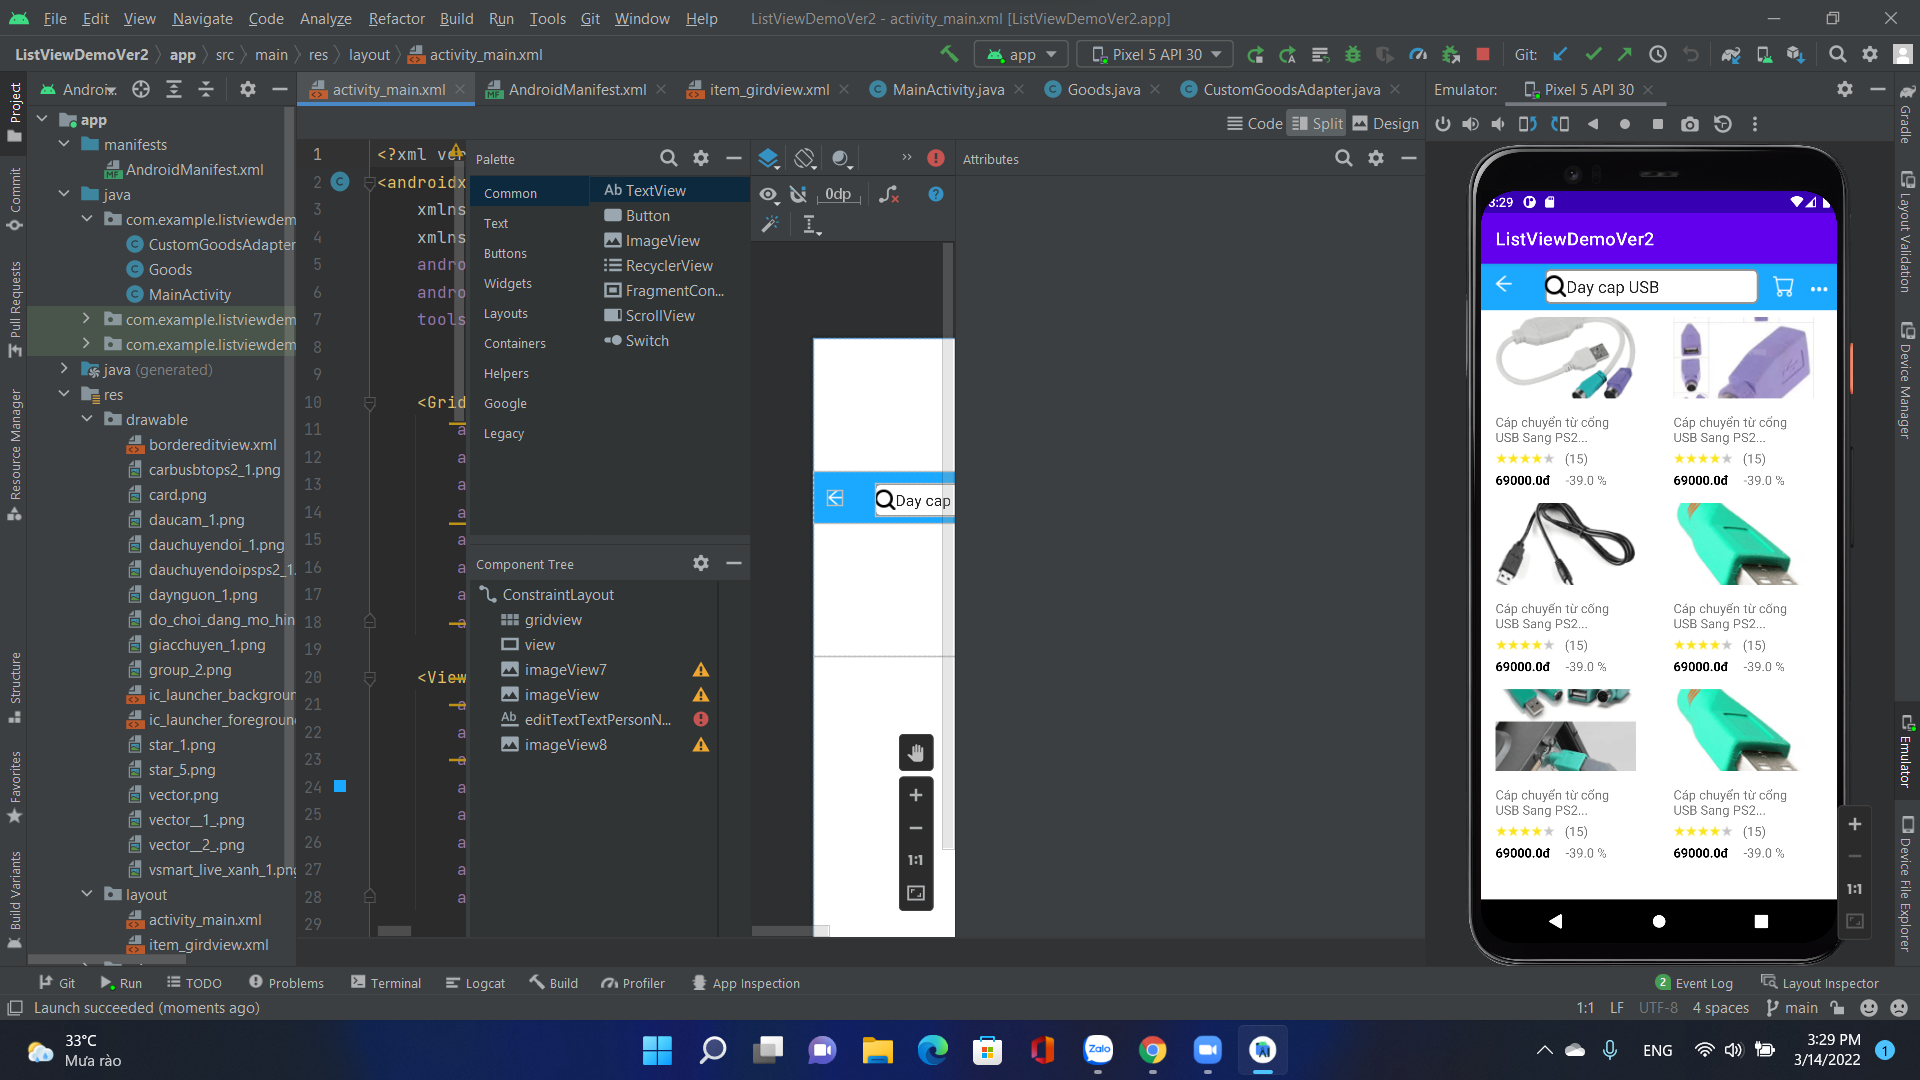 File Edit View Navigate Code Analyze Refactor Build Run Tools Git Window Help ListViewDemoVer2 - activity_main.xml [ListViewDemoVer2.app]
ListViewDemoVer2 app src main res layout activity_main.xml app Pixel 5 API 30 Git:
Project
Commit
Pull Requests
Resource Manager
Structure
Favorites
Build Variants
Androi
app
manifests
AndroidManifest.xml
java
com.example.listviewdem
CustomGoodsAdapter
Goods
MainActivity
com.example.listviewdem
com.example.listviewdem
java (generated)
res
drawable
bordereditview.xml
carbusbtops2_1.png
card.png
daucam_1.png
dauchuyendoi_1.png
dauchuyendoipsps2_1.
daynguon_1.png
do_choi_dang_mo_hin
giacchuyen_1.png
group_2.png
ic_launcher_backgroun
ic_launcher_foreground
star_1.png
star_5.png
vector.png
vector__1_.png
vector__2_.png
vsmart_live_xanh_1.png
layout
activity_main.xml
item_girdview.xml
activity_main.xml AndroidManifest.xml item_girdview.xml MainActivity.java Goods.java CustomGoodsAdapter.java
Code Split Design
1 <?xml ver
2 <androidx
3 xmlns
4 xmlns
5 andro
6 andro
7 tools
8
9
10 <Grid
11 a
12 a
13 a
14 a
15 a
16 a
17 a
18 a
19
20 <View
21 a
22 a
23 a
24 a
25 a
26 a
27 a
28 a
29
Palette
Common
Text
Buttons
Widgets
Layouts
Containers
Helpers
Google
Legacy
Ab TextView
Button
ImageView
RecyclerView
FragmentCon...
ScrollView
Switch
Component Tree
ConstraintLayout
gridview
view
imageView7
imageView
Ab editTextTextPersonN...
imageView8
0dp
Day cap
1:1
Attributes
Emulator: Pixel 5 API 30
3:29
ListViewDemoVer2
Day cap USB
Cáp chuyển từ cổng
USB Sang PS2...
(15)
69000.0đ -39.0 %
Cáp chuyển từ cổng
USB Sang PS2...
(15)
69000.0đ -39.0 %
Cáp chuyển từ cổng
USB Sang PS2...
(15)
69000.0đ -39.0 %
Cáp chuyển từ cổng
USB Sang PS2...
(15)
69000.0đ -39.0 %
Cáp chuyển từ cổng
USB Sang PS2...
(15)
69000.0đ -39.0 %
Cáp chuyển từ cổng
USB Sang PS2...
(15)
69000.0đ -39.0 %
1:1
Gradle
Layout Validation
Device Manager
Emulator
Device File Explorer
Git Run TODO Problems Terminal Logcat Build Profiler App Inspection 2 Event Log Layout Inspector
Launch succeeded (moments ago) 1:1 LF UTF-8 4 spaces main
33°C
Mưa rào
Zalo
ENG
3:29 PM
3/14/2022
1